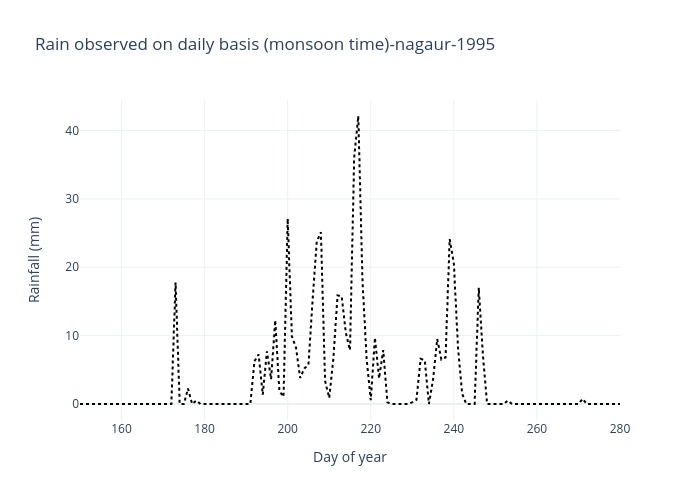 Rain observed on daily basis (monsoon time)-nagaur-1995
40
30
20
10
0
Rainfall (mm)
160 180 200 220 240 260 280
Day of year